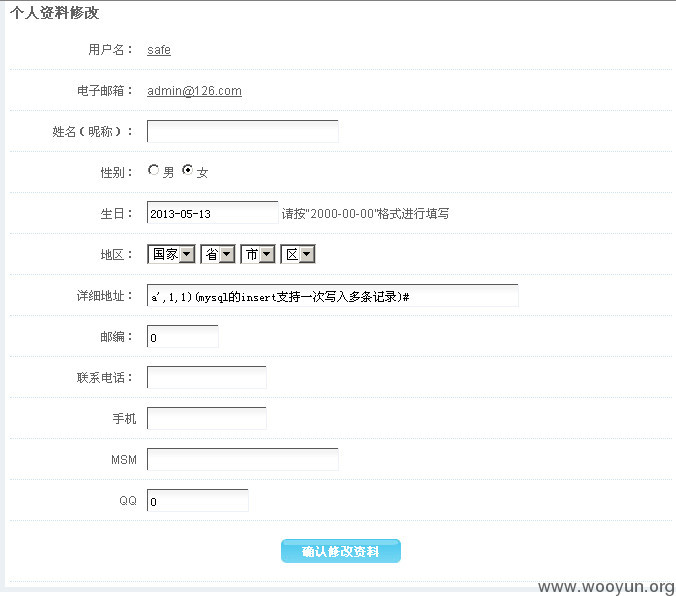 个人资料修改
用户名： safe
电子邮箱： admin@126.com
姓名（昵称）：
性别： 男 女
生日： 2013-05-13 请按"2000-00-00"格式进行填写
地区： 国家 省 市 区
详细地址： a',1,1)(mysql的insert支持一次写入多条记录)#
邮编： 0
联系电话：
手机
MSM
QQ 0
确认修改资料
www.wooyun.org